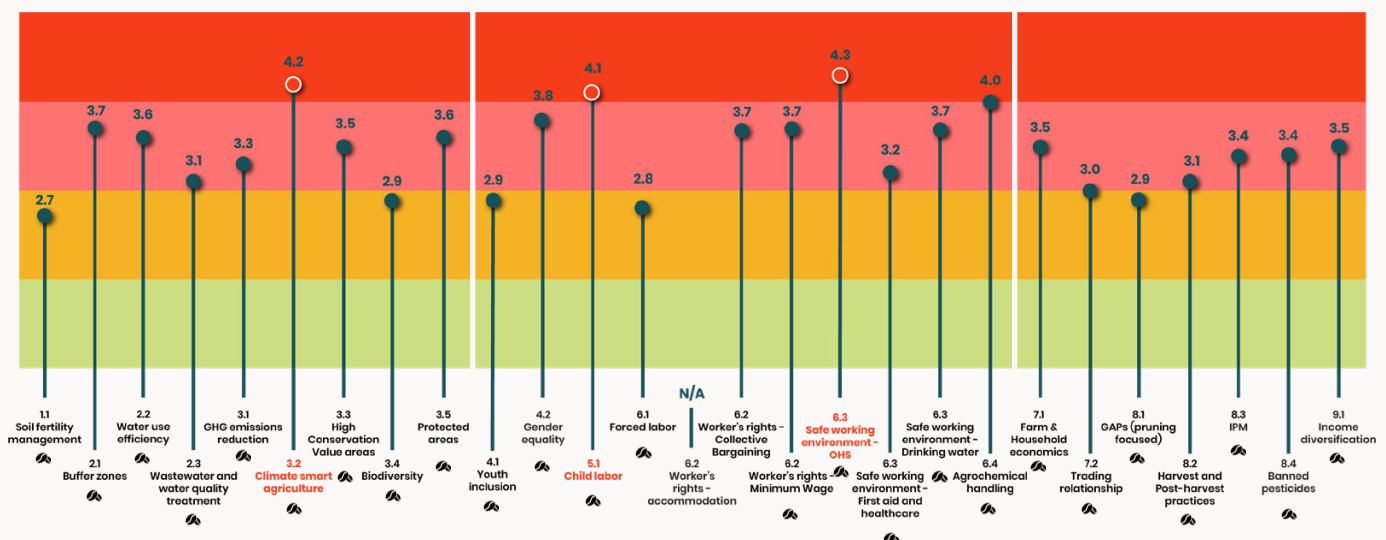 4.2
4.3
4.1
4.0
3.8
3.7
3.6
3.6
3.7
3.7
3.7
3.5
3.5
3.5
3.4
3.4
3.3
3.2
3.1
3.1
3.0
2.9
2.9
2.9
2.8
2.7
N/A
1.1
Soil fertility
management
2.1
Buffer zones
2.2
Water use
efficiency
2.3
Wastewater and
water quality
treatment
3.1
GHG emissions
reduction
3.2
Climate smart
agriculture
3.3
High
Conservation
Value areas
3.4
Biodiversity
3.5
Protected
areas
4.1
Youth
inclusion
4.2
Gender
equality
5.1
Child labor
6.1
Forced labor
6.2
Worker's
rights -
accommodation
6.2
Worker's rights -
Collective
Bargaining
6.2
Worker's rights -
Minimum Wage
6.3
Safe working
environment -
OHS
6.3
Safe working
environment -
First aid and
healthcare
6.3
Safe working
environment -
Drinking water
6.4
Agrochemical
handling
7.1
Farm &
Household
economics
7.2
Trading
relationship
8.1
GAPs (pruning
focused)
8.2
Harvest and
Post-harvest
practices
8.3
IPM
8.4
Banned
pesticides
9.1
Income
diversification